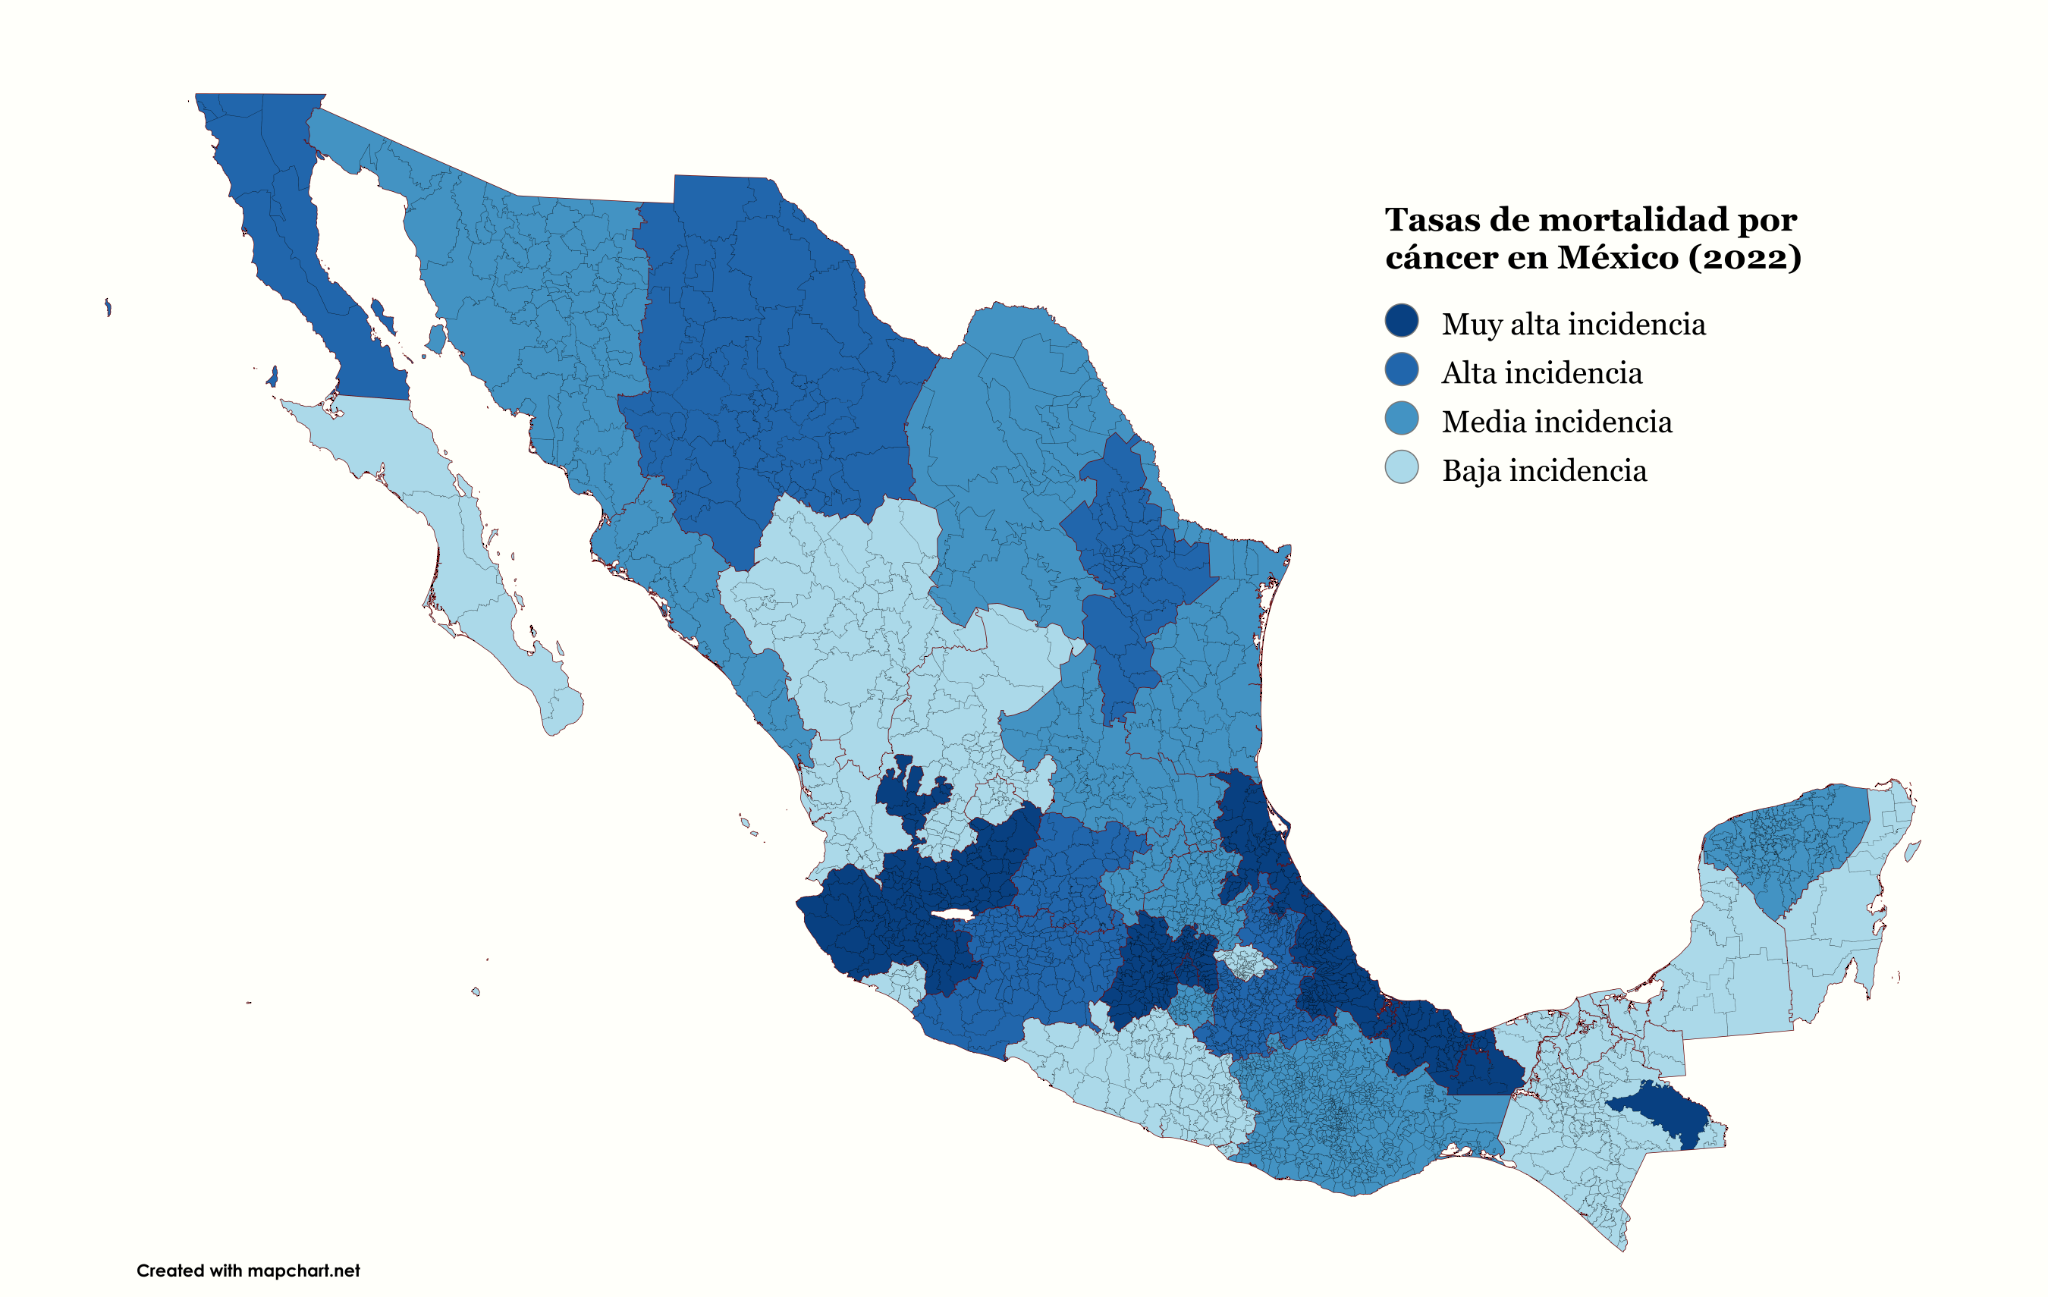 Tasas de mortalidad por
cáncer en México (2022)
Muy alta incidencia
Alta incidencia
Media incidencia
Baja incidencia
Created with mapchart.net